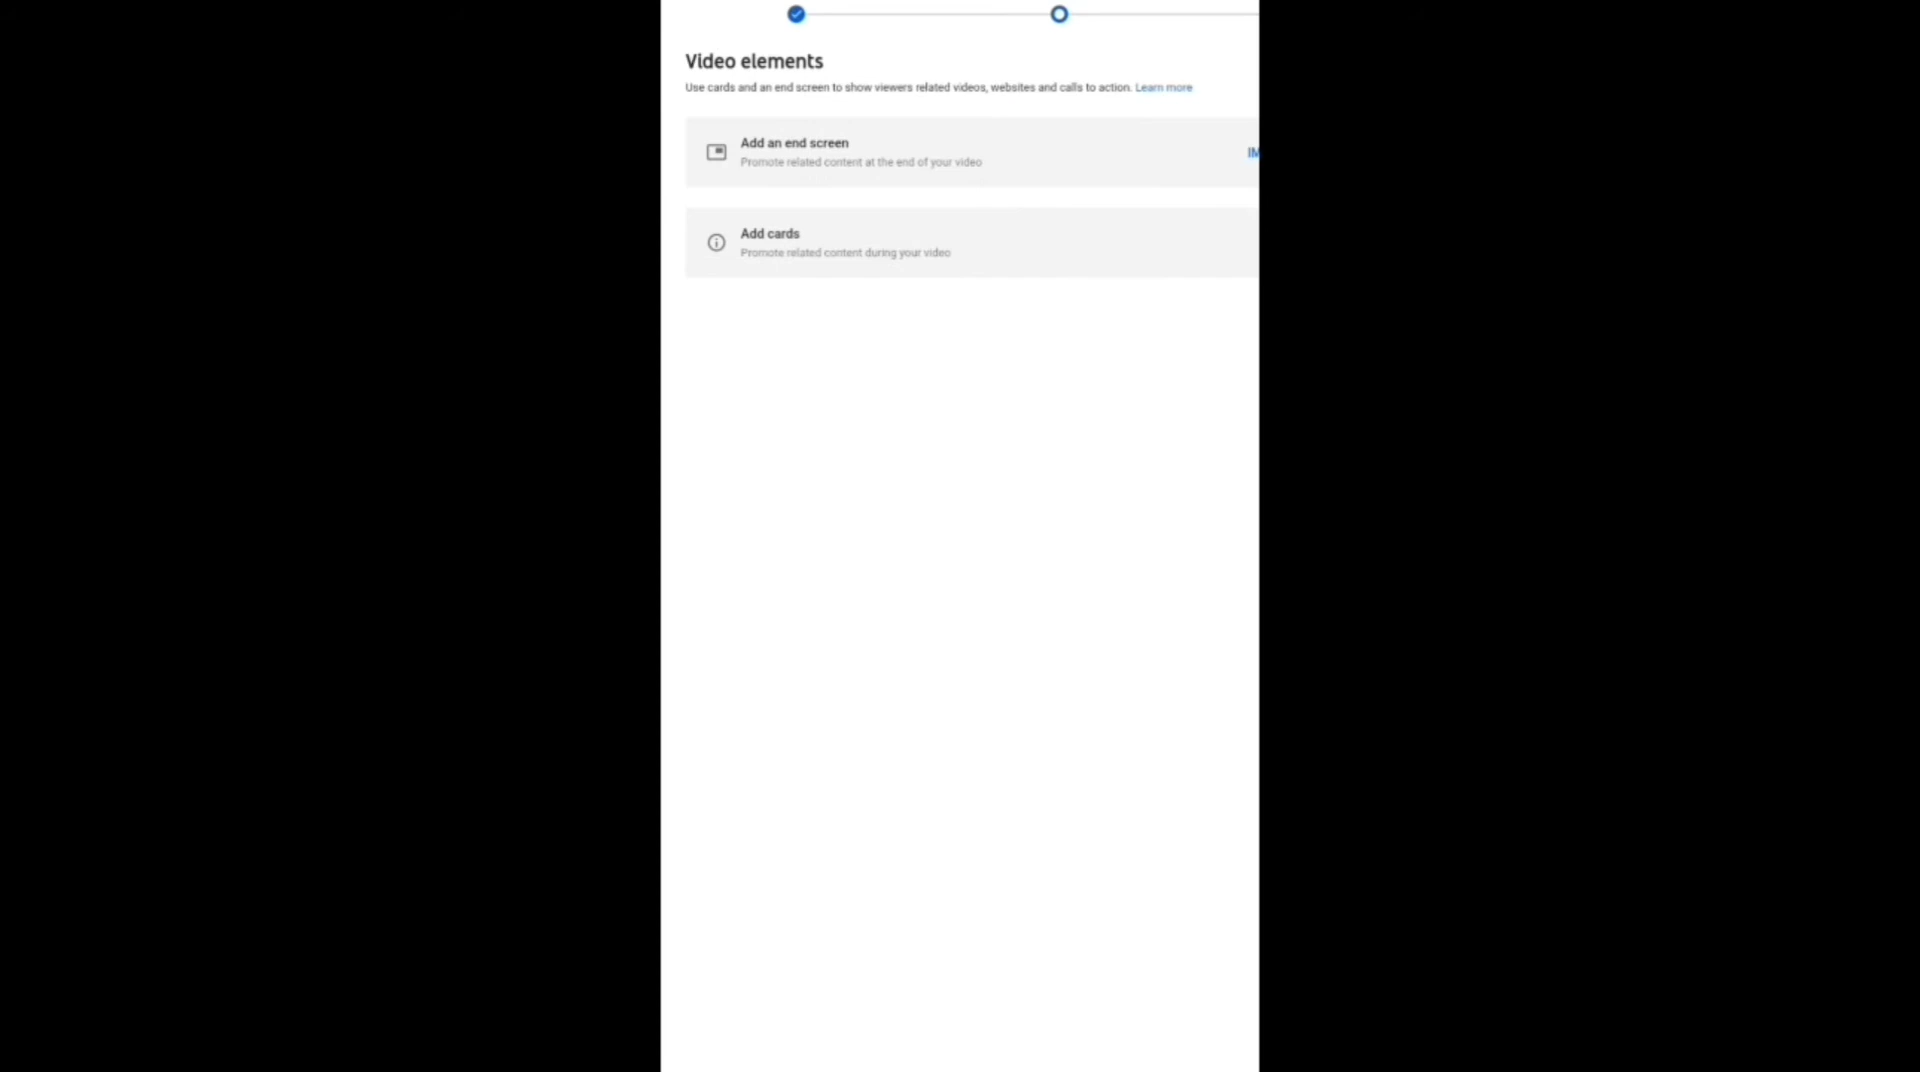 Video elements
Use cards and an end screen to show viewers related videos, websites and calls to action. Learn more
Add an end screen
Promote related content at the end of your video
IM
Add cards
Promote related content during your video